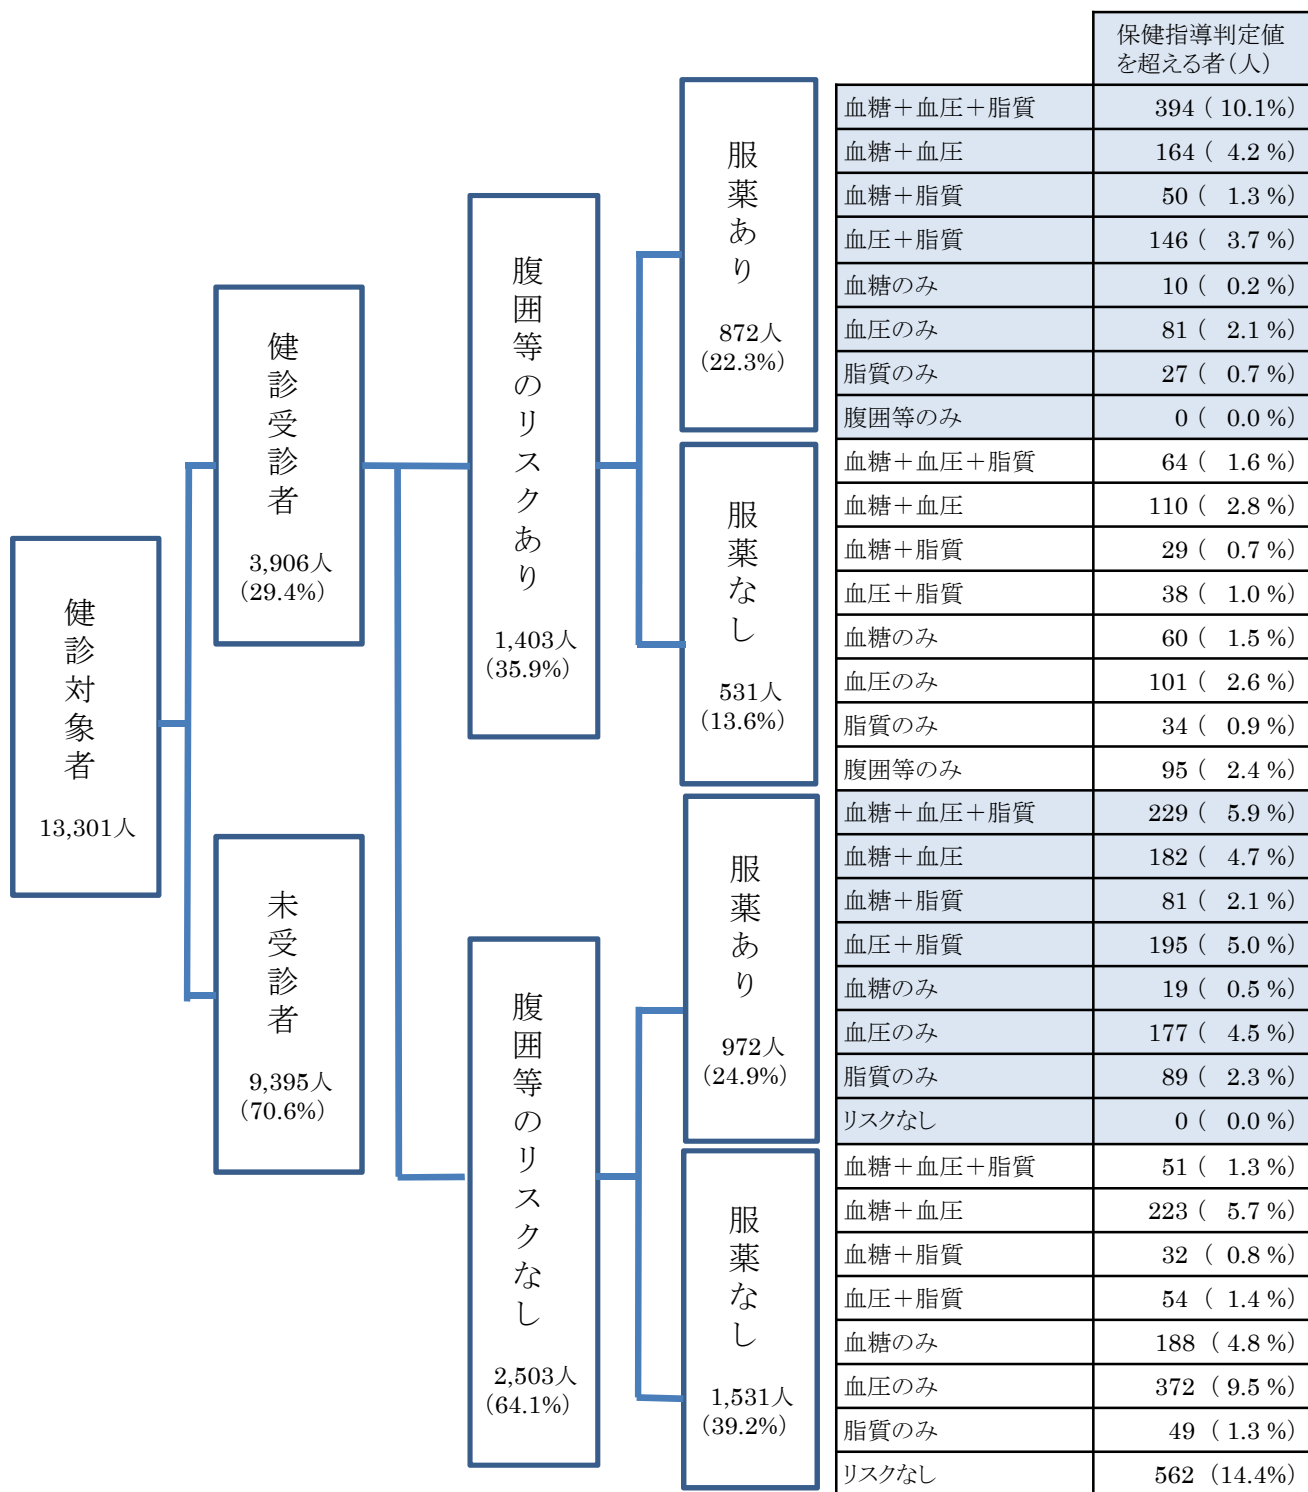 健診対象者
13,301人
健診受診者
3,906人
(29.4%)
未受診者
9,395人
(70.6%)
腹囲等のリスクあり
1,403人
(35.9%)
腹囲等のリスクなし
2,503人
(64.1%)
服薬あり
872人
(22.3%)
服薬なし
531人
(13.6%)
服薬あり
972人
(24.9%)
服薬なし
1,531人
(39.2%)
保健指導判定値
を超える者(人)
血糖＋血圧＋脂質 394 ( 10.1%)
血糖＋血圧 164 ( 4.2 %)
血糖＋脂質 50 ( 1.3 %)
血圧＋脂質 146 ( 3.7 %)
血糖のみ 10 ( 0.2 %)
血圧のみ 81 ( 2.1 %)
脂質のみ 27 ( 0.7 %)
腹囲等のみ 0 ( 0.0 %)
血糖＋血圧＋脂質 64 ( 1.6 %)
血糖＋血圧 110 ( 2.8 %)
血糖＋脂質 29 ( 0.7 %)
血圧＋脂質 38 ( 1.0 %)
血糖のみ 60 ( 1.5 %)
血圧のみ 101 ( 2.6 %)
脂質のみ 34 ( 0.9 %)
腹囲等のみ 95 ( 2.4 %)
血糖＋血圧＋脂質 229 ( 5.9 %)
血糖＋血圧 182 ( 4.7 %)
血糖＋脂質 81 ( 2.1 %)
血圧＋脂質 195 ( 5.0 %)
血糖のみ 19 ( 0.5 %)
血圧のみ 177 ( 4.5 %)
脂質のみ 89 ( 2.3 %)
リスクなし 0 ( 0.0 %)
血糖＋血圧＋脂質 51 ( 1.3 %)
血糖＋血圧 223 ( 5.7 %)
血糖＋脂質 32 ( 0.8 %)
血圧＋脂質 54 ( 1.4 %)
血糖のみ 188 ( 4.8 %)
血圧のみ 372 ( 9.5 %)
脂質のみ 49 ( 1.3 %)
リスクなし 562 (14.4%)